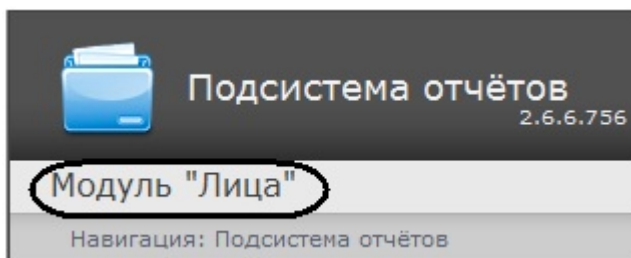 Подсистема отчётов
2.6.6.756
Модуль "Лица"
Навигация: Подсистема отчётов